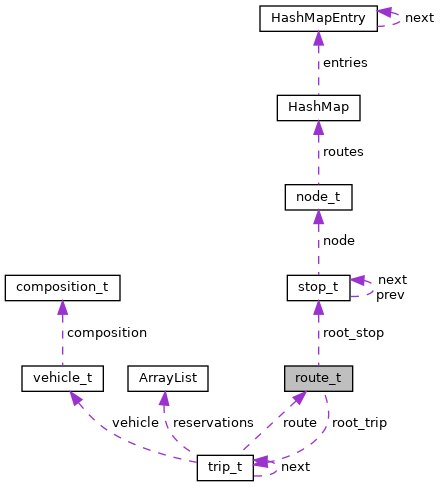 HashMapEntry
next
entries
HashMap
routes
node_t
node
composition_t
stop_t
next
prev
composition
root_stop
vehicle_t
ArrayList
route_t
vehicle
reservations
route
root_trip
trip_t
next